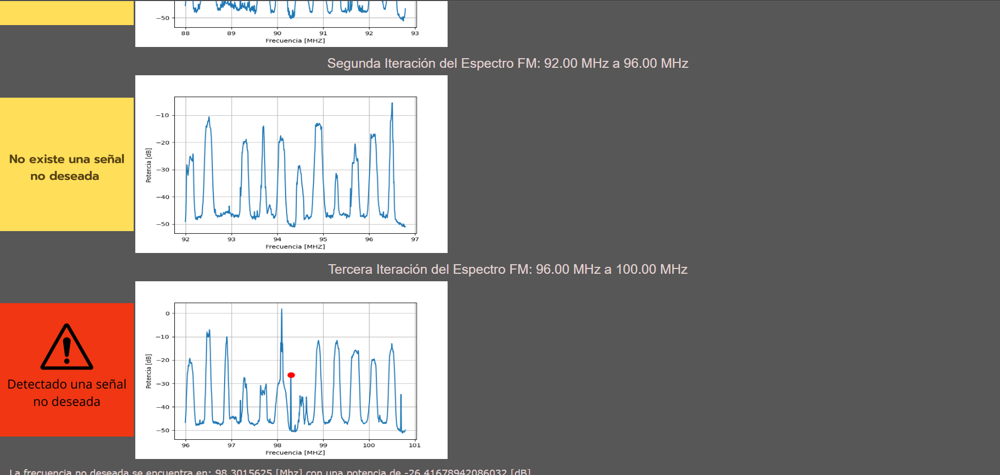 −50
88 89 90 91 92 93
Frecuencia [MHZ]
Segunda Iteración del Espectro FM: 92.00 MHz a 96.00 MHz
No existe una señal
no deseada
−10
−20
−30
−40
−50
Potencia [dB]
92 93 94 95 96 97
Frecuencia [MHZ]
Tercera Iteración del Espectro FM: 96.00 MHz a 100.00 MHz
Detectado una señal
no deseada
0
−10
−20
−30
−40
−50
Potencia [dB]
96 97 98 99 100 101
Frecuencia [MHZ]
La frecuencia no deseada se encuentra en: 98.3015625 [Mhz] con una potencia de -26.41678942086032 [dB]